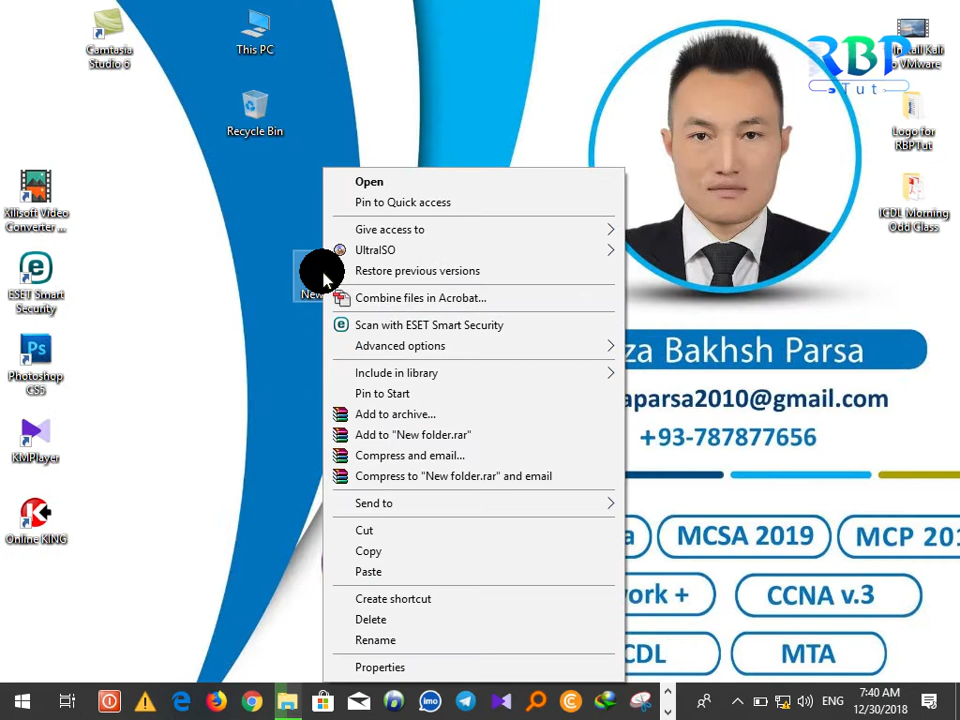 Camtasia
Studio 6
This PC
Recycle Bin
Xilisoft Video
Converter ...
ESET Smart
Security
Photoshop
CS5
KMPlayer
Online KING
New
Open
Pin to Quick access
Give access to
UltraISO
Restore previous versions
Combine files in Acrobat...
Scan with ESET Smart Security
Advanced options
Include in library
Pin to Start
Add to archive...
Add to "New folder.rar"
Compress and email...
Compress to "New folder.rar" and email
Send to
Cut
Copy
Paste
Create shortcut
Delete
Rename
Properties
RBP
Tut
Kali
VMware
Logo for
RBPTut
ICDL Morning
Odd Class
za Bakhsh Parsa
aparsa2010@gmail.com
+93-787877656
a
MCSA 2019
MCP 201
ork +
CCNA v.3
CDL
MTA
ENG
7:40 AM
12/30/2018